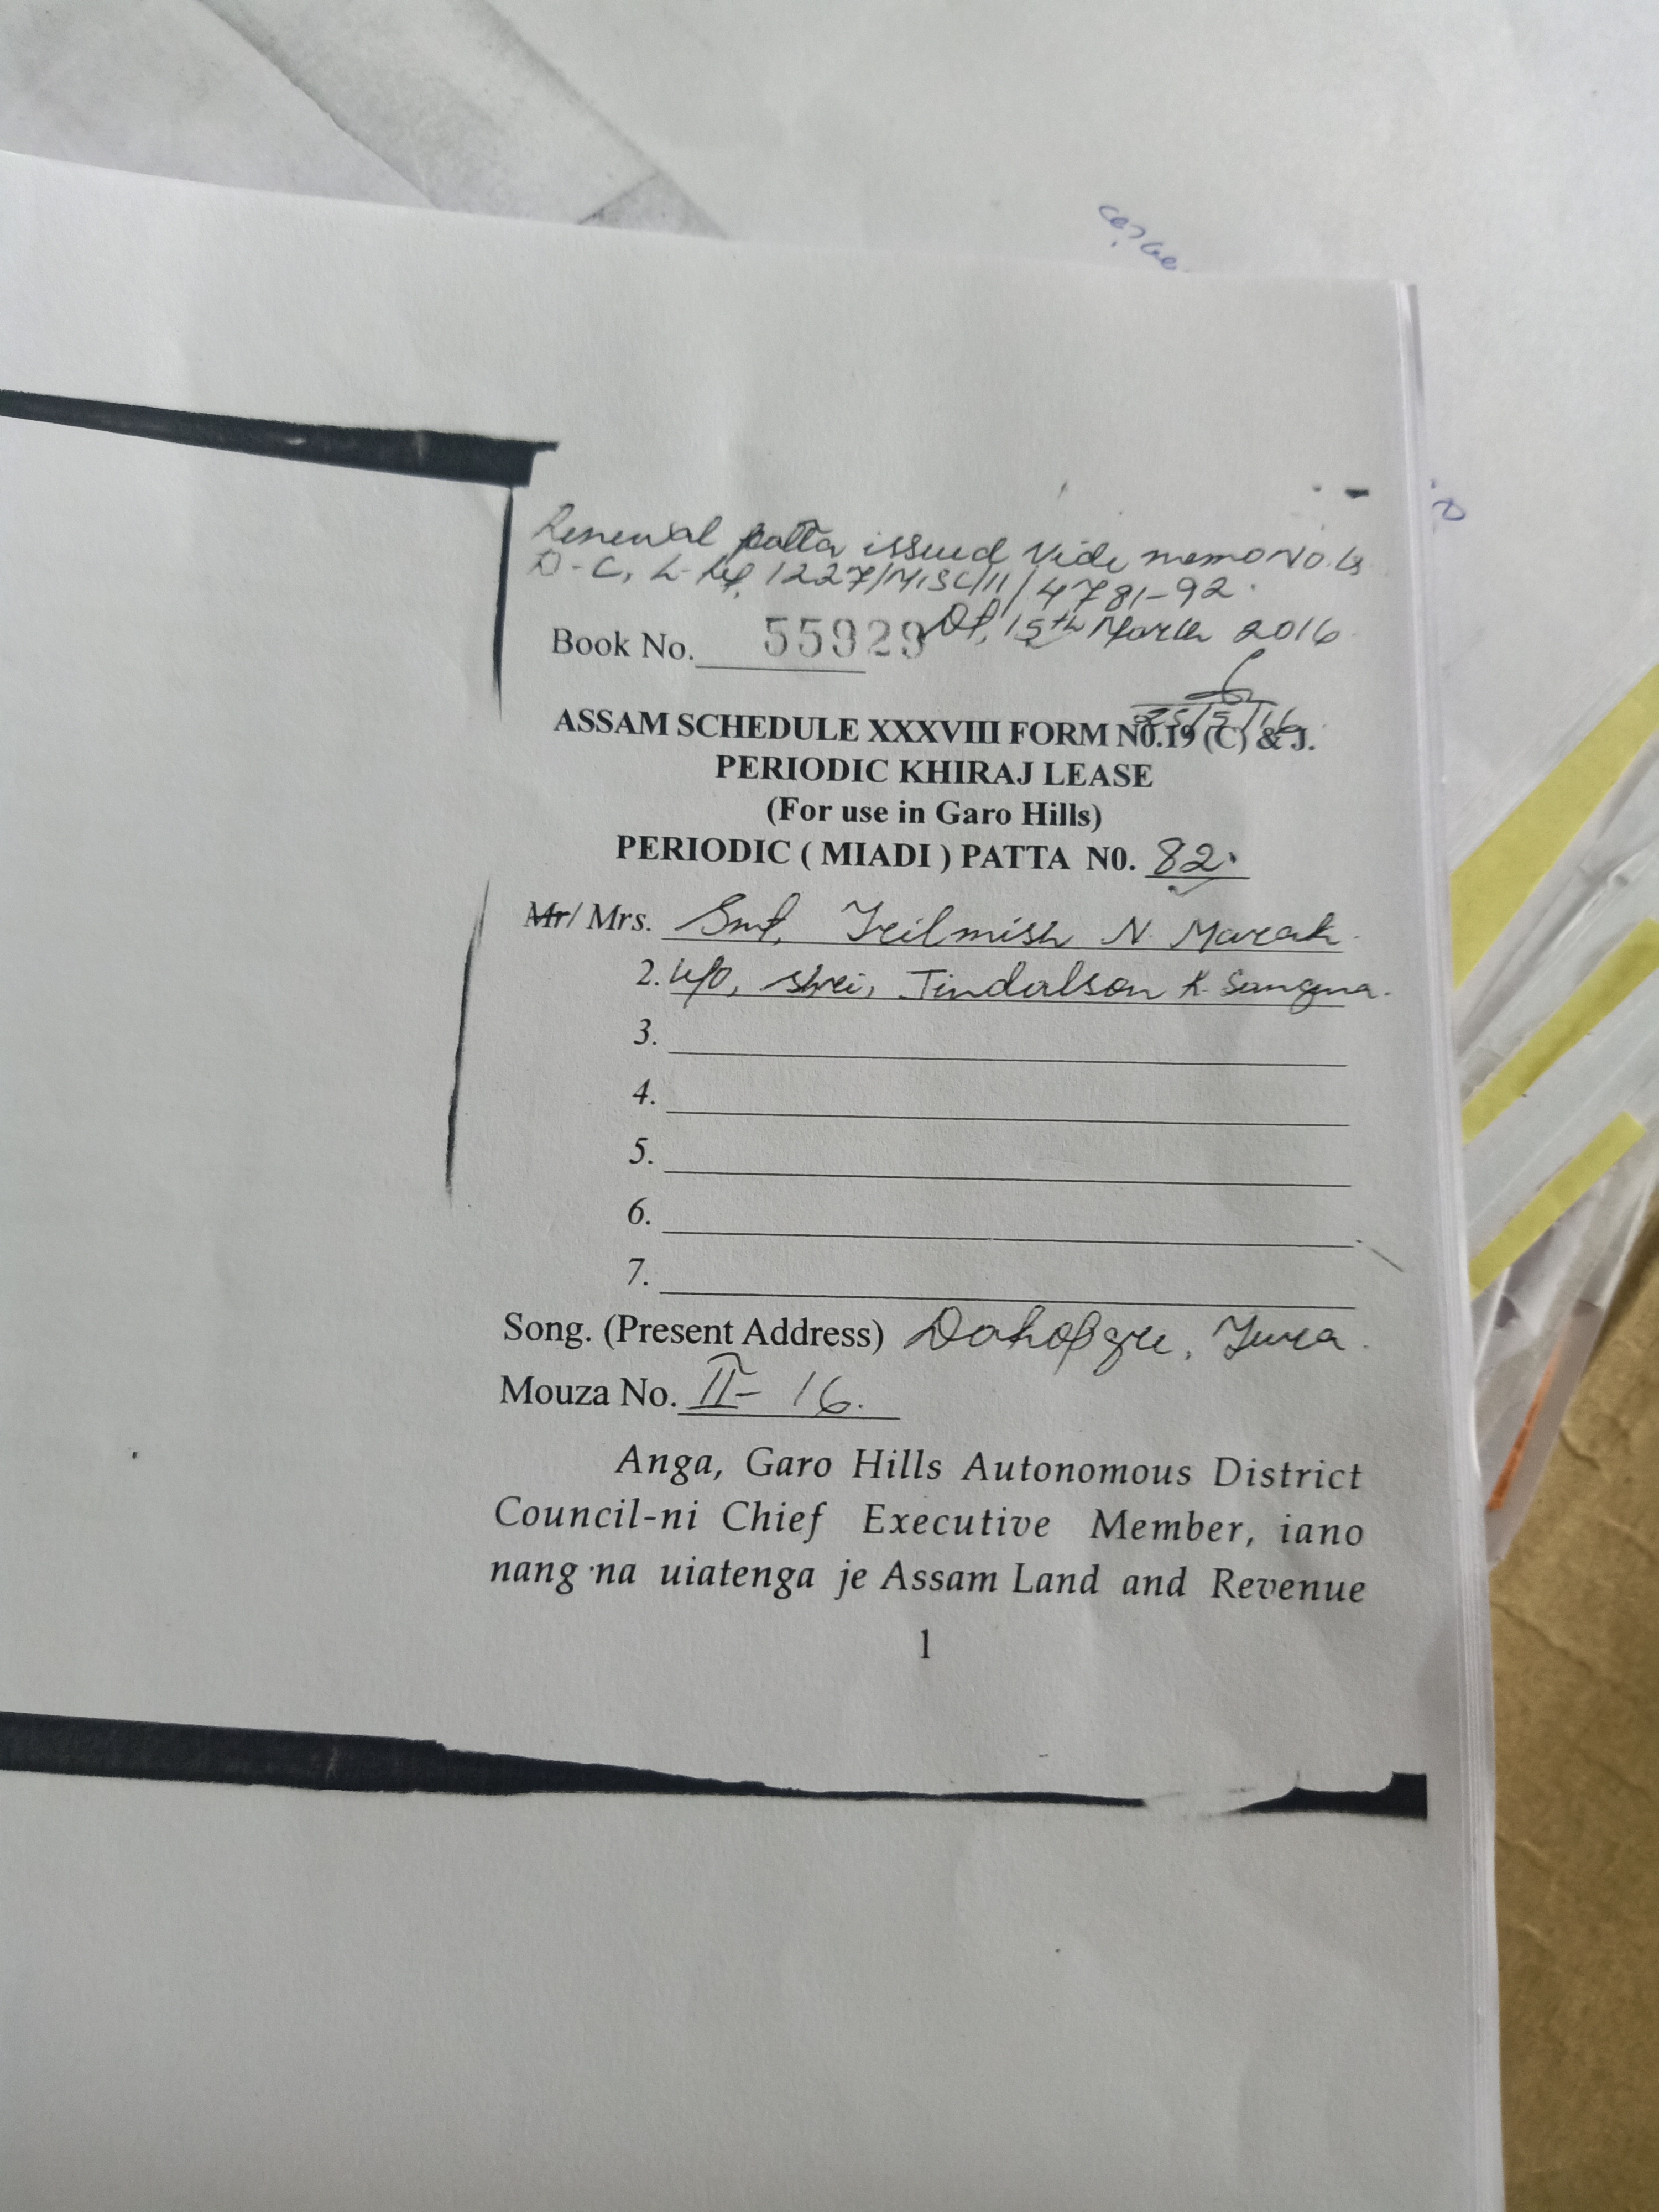 Renewal patta issued vide memo No.
D.C, L. 1227/MISC/11/4781-92.
Dt, 15th March 2016
Book No. 55929
ASSAM SCHEDULE XXXVIII FORM N0.19 (C) & J.
PERIODIC KHIRAJ LEASE
(For use in Garo Hills)
PERIODIC ( MIADI ) PATTA N0. 82.
Mr/ Mrs. Smt. N. Marak.
2. shri, Jindalson K Sangma.
3.
4.
5.
6.
7.
Song. (Present Address) Dakopgre, Tura.
Mouza No. II- 16.
Anga, Garo Hills Autonomous District
Council-ni Chief Executive Member, iano
nang·na uiatenga je Assam Land and Revenue
1